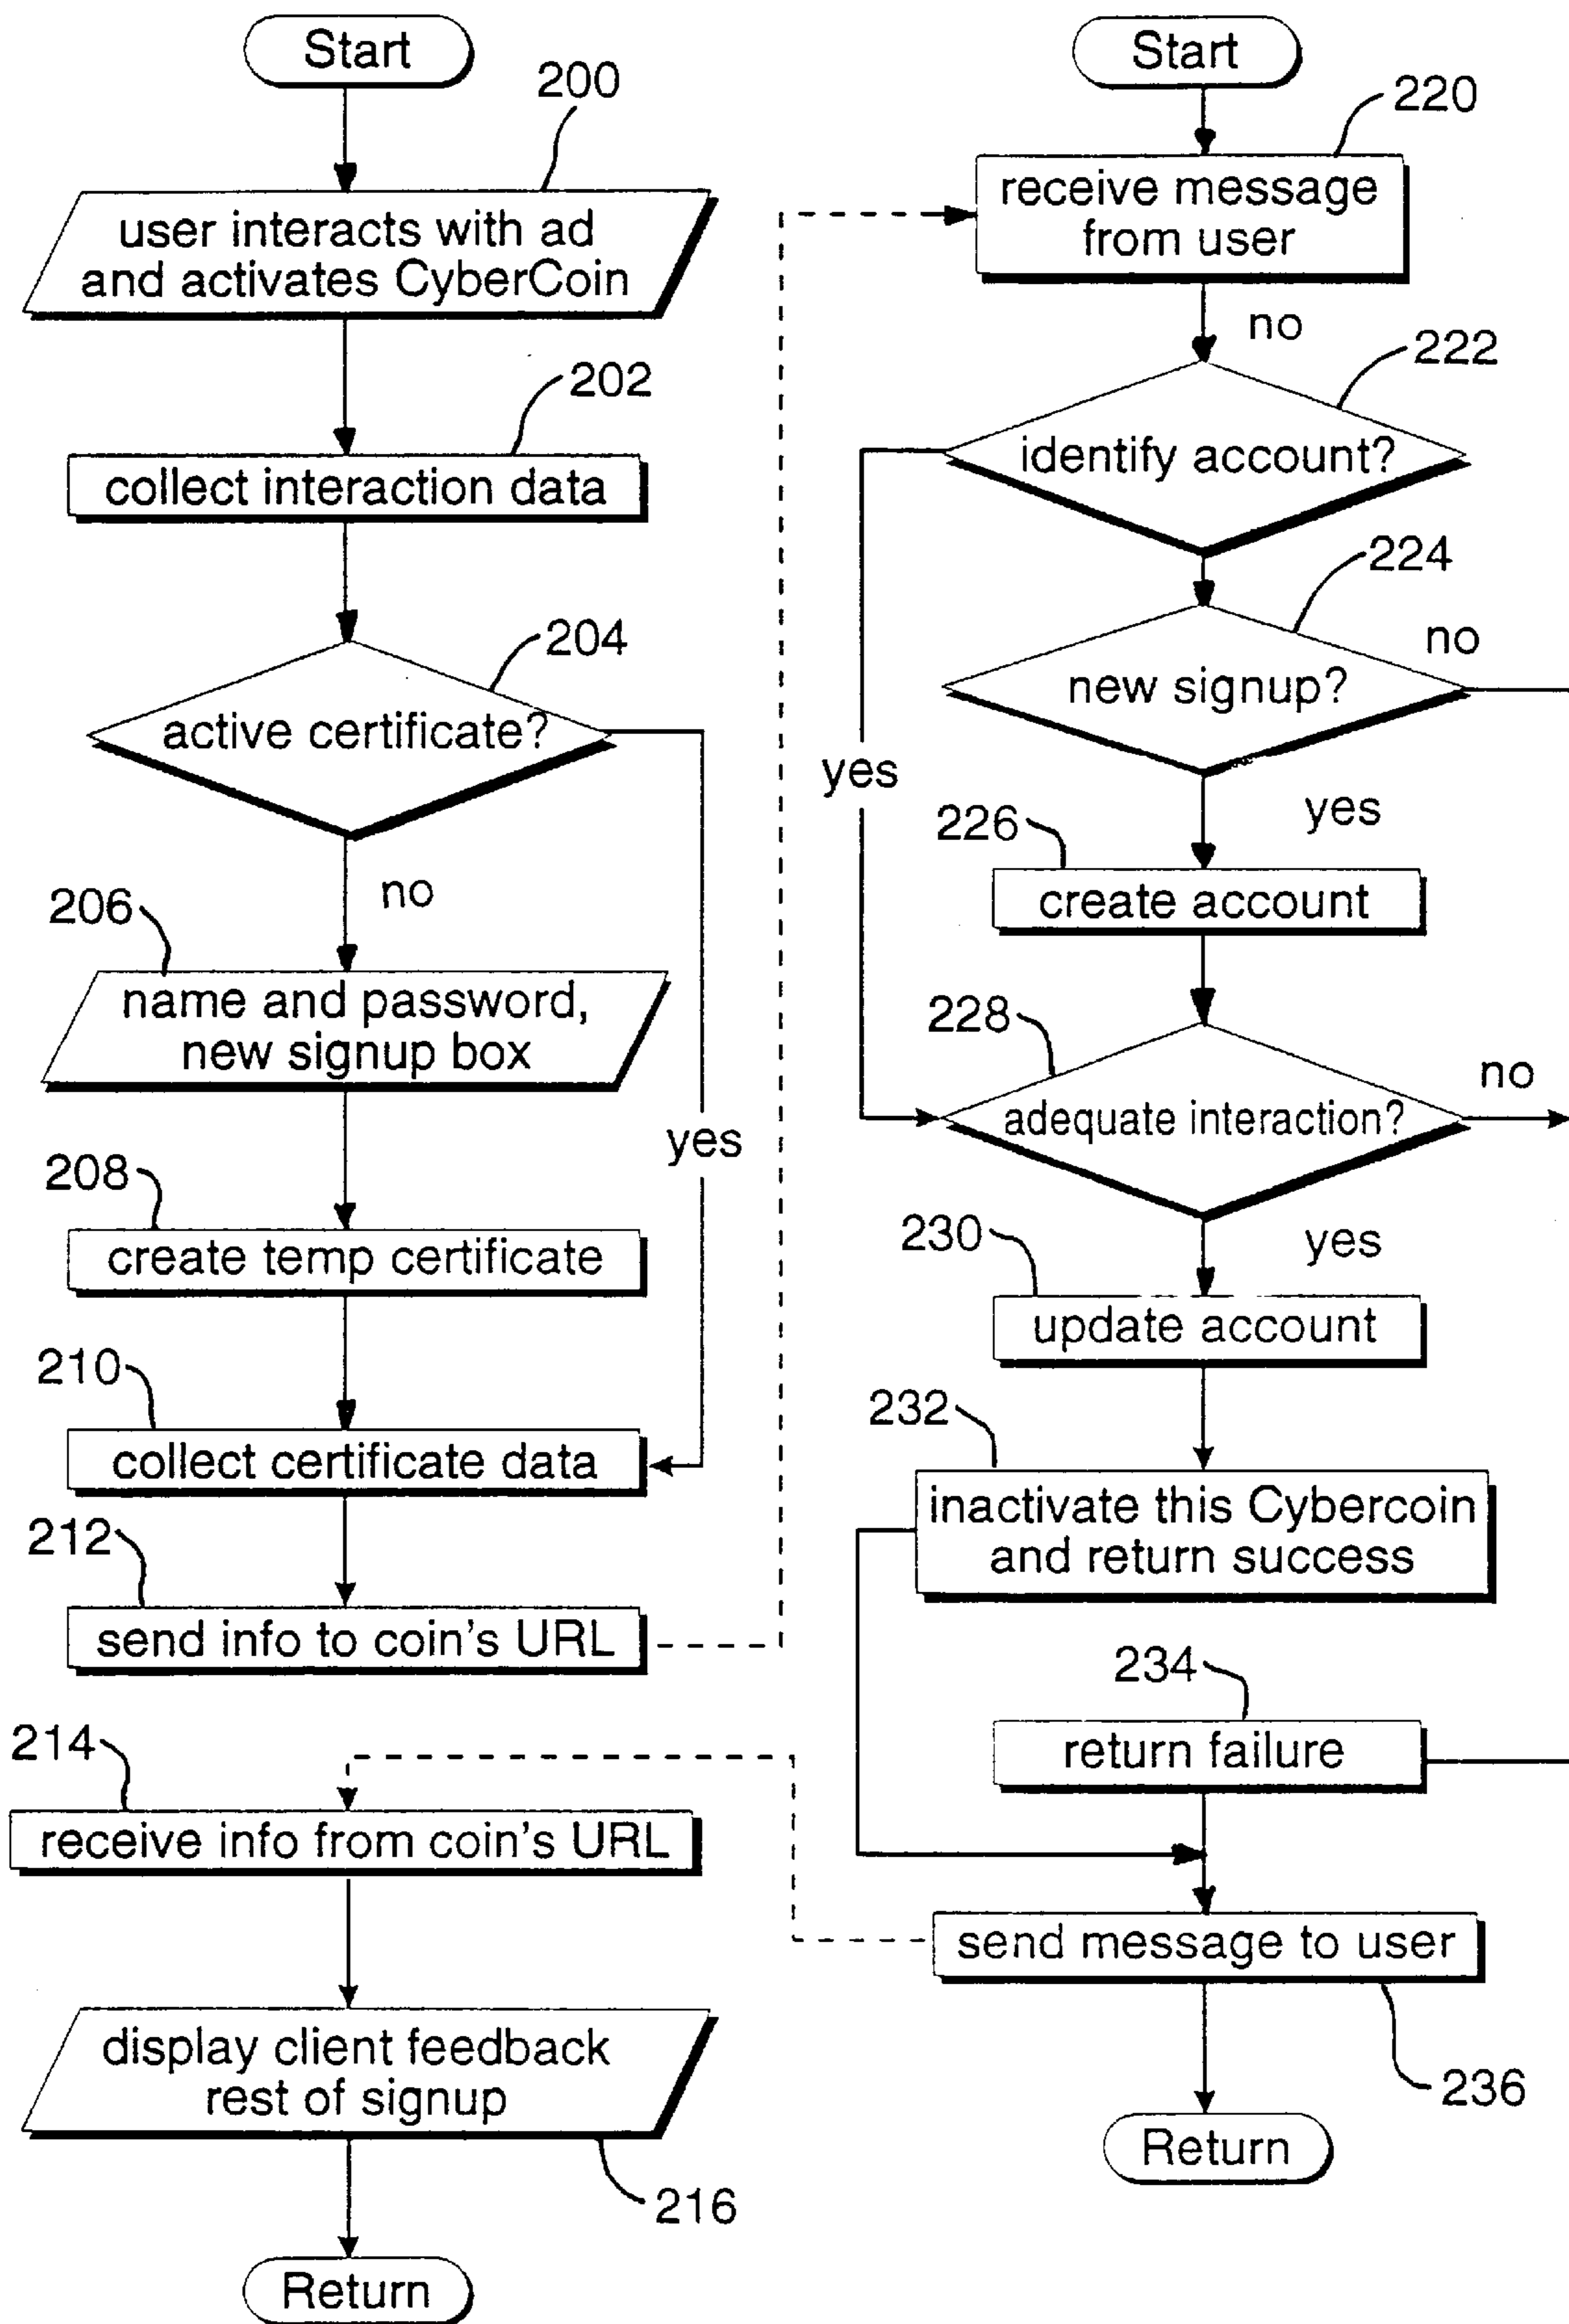 Start
200
user interacts with ad
and activates CyberCoin
202
collect interaction data
204
active certificate?
no
yes
206
name and password,
new signup box
208
create temp certificate
210
collect certificate data
212
send info to coin's URL
214
receive info from coin's URL
display client feedback
rest of signup
216
Return
Start
220
receive message
from user
no
222
identify account?
yes
224
new signup?
no
yes
226
create account
228
adequate interaction?
no
yes
230
update account
232
inactivate this Cybercoin
and return success
234
return failure
send message to user
236
Return